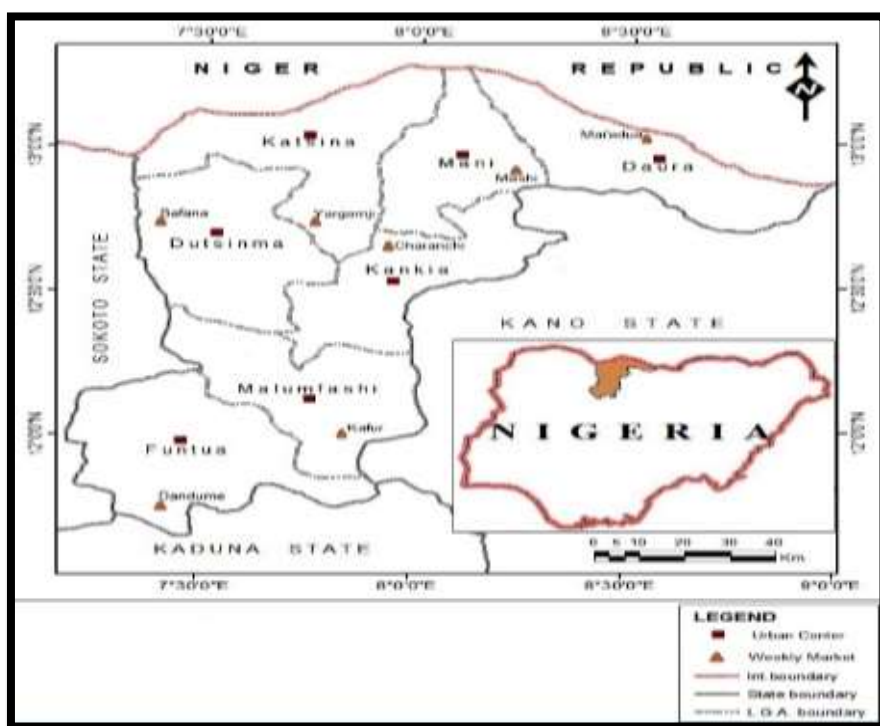 7°30'0"E 8°0'0"E 8°30'0"E
NIGER REPUBLIC
N
Katsina
Mani
Daura
Mashi
Dutsinma
Charanchi
Kankia
SOKOTO STATE
KANO STATE
Malumfashi
Kafur
NIGERIA
Funtua
Dandume
KADUNA STATE
0 5 10 20 30 40
Km
7°30'0"E 8°0'0"E 8°30'0"E 9°0'0"E
LEGEND
Urban Center
Weekly Market
Int. boundary
State boundary
L.G.A. boundary